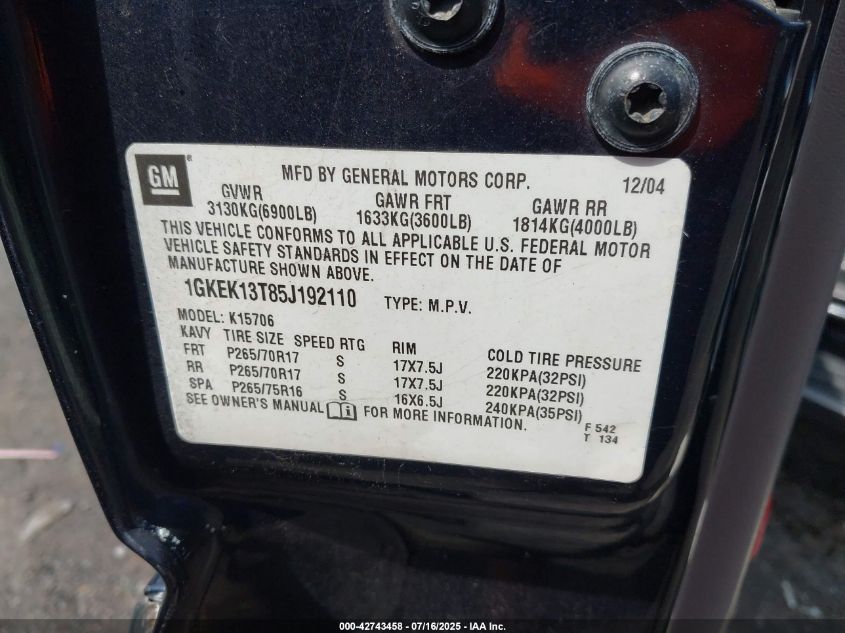 GM ® MFD BY GENERAL MOTORS CORP. 12/04
GVWR GAWR FRT GAWR RR
3130KG(6900LB) 1633KG(3600LB) 1814KG(4000LB)
THIS VEHICLE CONFORMS TO ALL APPLICABLE U.S. FEDERAL MOTOR
VEHICLE SAFETY STANDARDS IN EFFECT ON THE DATE OF
MANUFACTURE SHOWN ABOVE.
1GKEK13T85J192110 TYPE: M.P.V.
MODEL: K15706
KAVY TIRE SIZE SPEED RTG RIM COLD TIRE PRESSURE
FRT P265/70R17 S 17X7.5J 220KPA(32PSI)
RR P265/70R17 S 17X7.5J 220KPA(32PSI)
SPA P265/75R16 S 16X6.5J 240KPA(35PSI)
SEE OWNER'S MANUAL i FOR MORE INFORMATION.
F 542
T 134
000-42743458 - 07/16/2025 - IAA Inc.